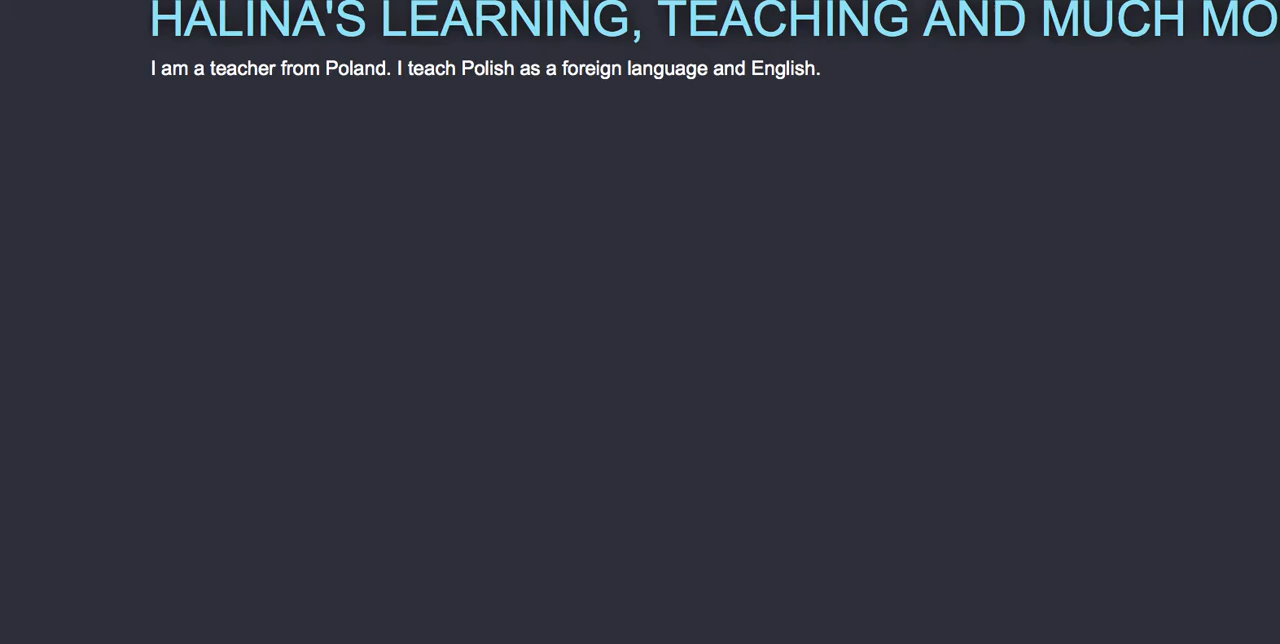 HALINA'S LEARNING, TEACHING AND MUCH MO
I am a teacher from Poland. I teach Polish as a foreign language and English.